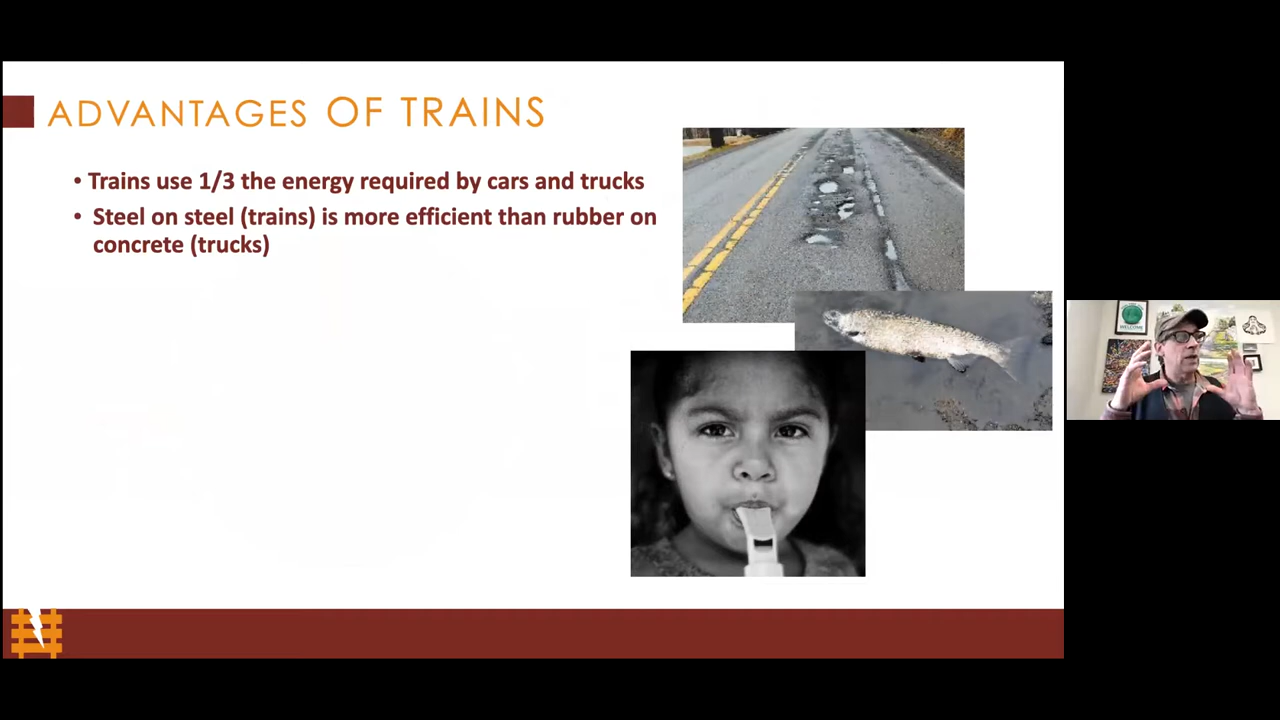 ADVANTAGES OF TRAINS
• Trains use 1/3 the energy required by cars and trucks
• Steel on steel (trains) is more efficient than rubber on
concrete (trucks)
WELCOME